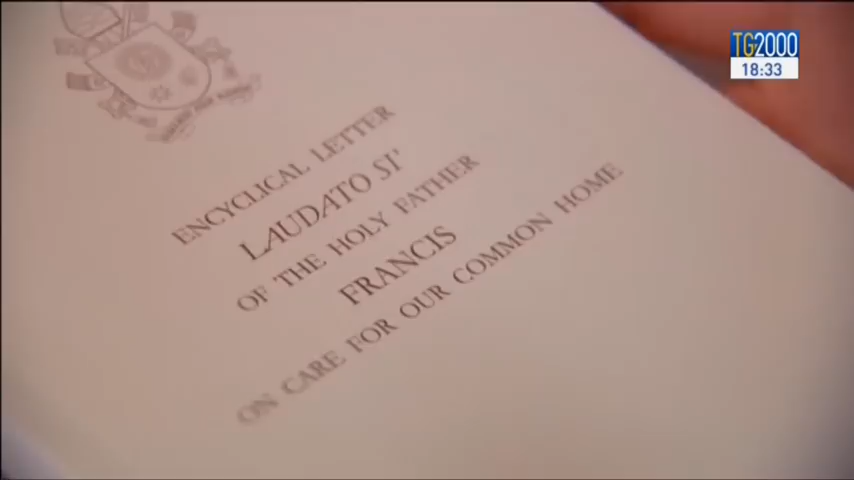 TG2000
18:33
ENCYCLICAL LETTER
LAUDATO SI'
OF THE HOLY FATHER
FRANCIS
ON CARE FOR OUR COMMON HOME